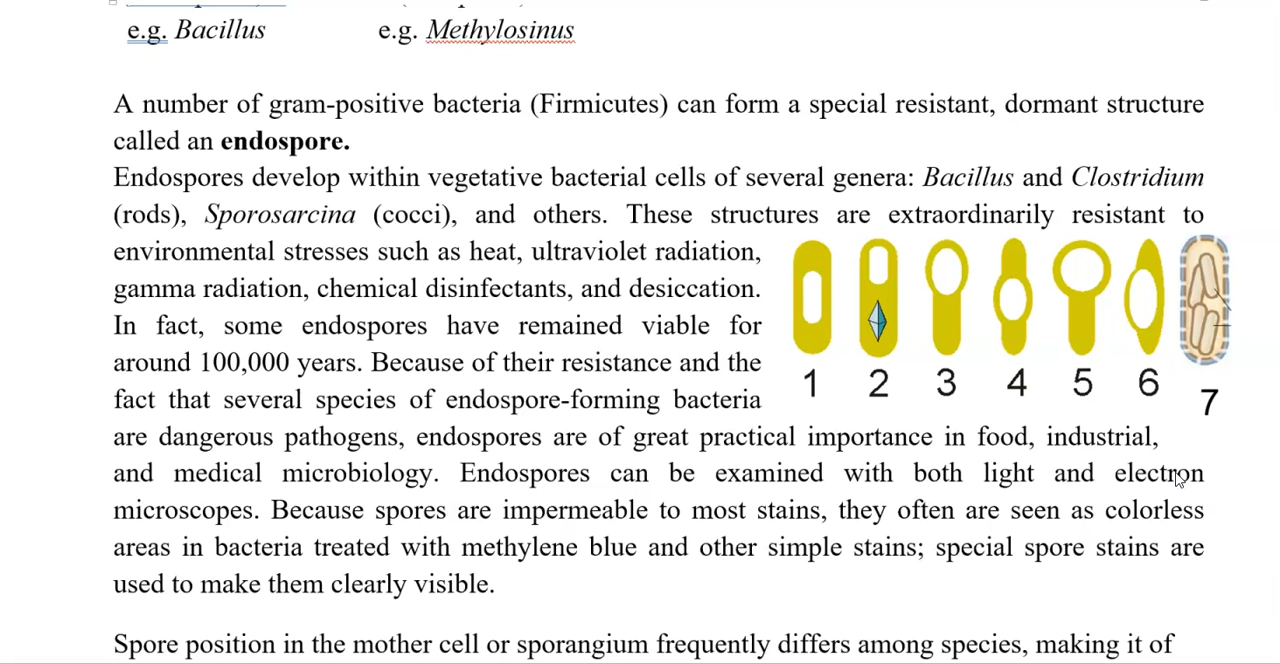 e.g. Bacillus e.g. Methylosinus
A number of gram-positive bacteria (Firmicutes) can form a special resistant, dormant structure
called an endospore.
Endospores develop within vegetative bacterial cells of several genera: Bacillus and Clostridium
(rods), Sporosarcina (cocci), and others. These structures are extraordinarily resistant to
environmental stresses such as heat, ultraviolet radiation,
gamma radiation, chemical disinfectants, and desiccation.
In fact, some endospores have remained viable for
around 100,000 years. Because of their resistance and the
fact that several species of endospore-forming bacteria
1 2 3 4 5 6 7
are dangerous pathogens, endospores are of great practical importance in food, industrial,
and medical microbiology. Endospores can be examined with both light and electron
microscopes. Because spores are impermeable to most stains, they often are seen as colorless
areas in bacteria treated with methylene blue and other simple stains; special spore stains are
used to make them clearly visible.
Spore position in the mother cell or sporangium frequently differs among species, making it of